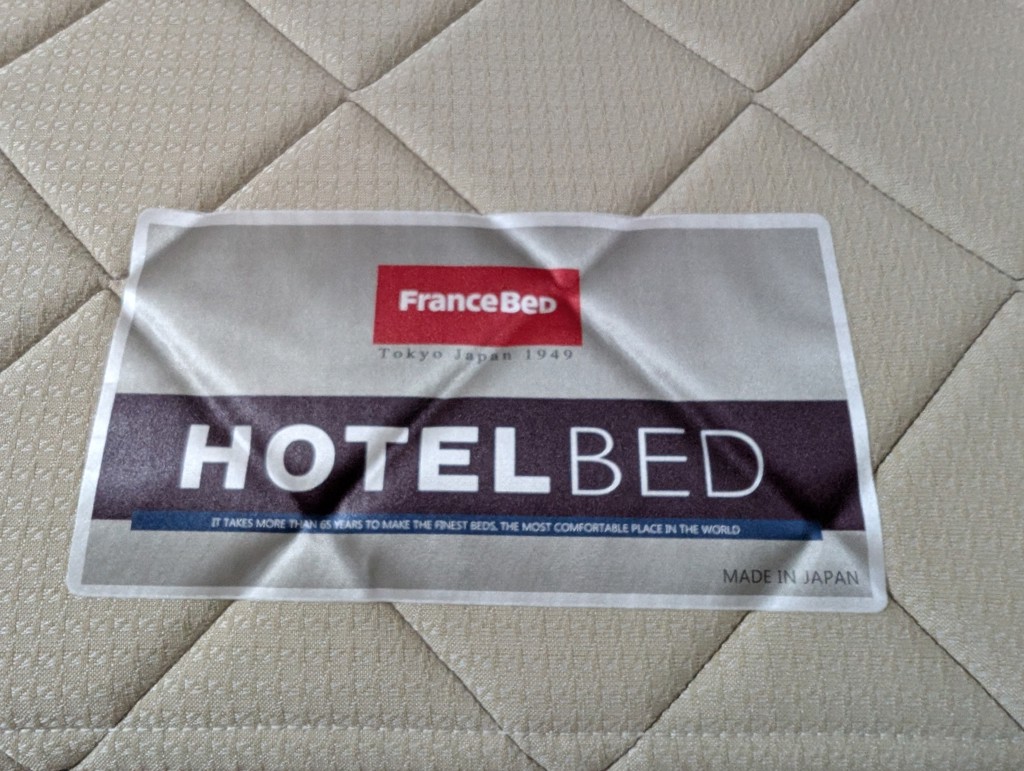 FranceBed
Tokyo Japan 1949
HOTELBED
IT TAKES MORE THAN 65 YEARS TO MAKE THE FINEST BEDS, THE MOST COMFORTABLE PLACE IN THE WORLD
MADE IN JAPAN